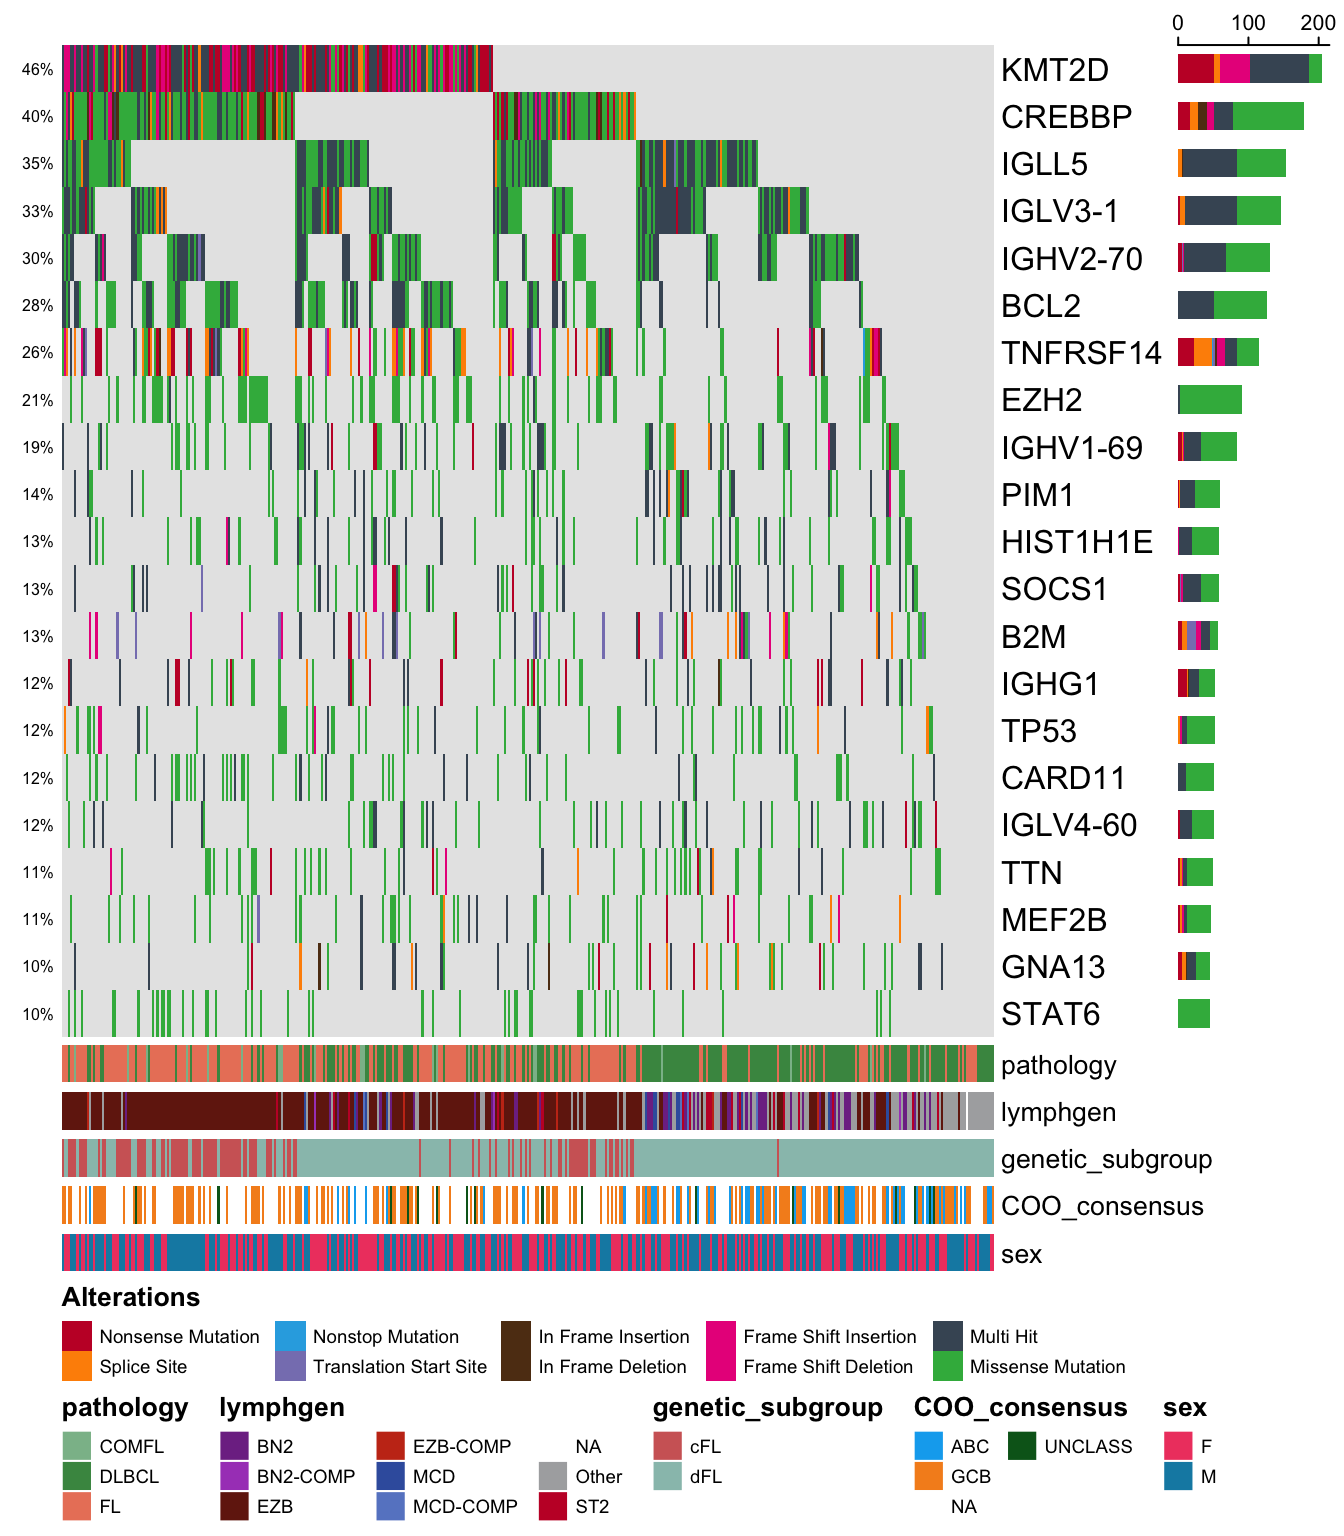 0 100 200
46% KMT2D
40% CREBBP
35% IGLL5
33% IGLV3-1
30% IGHV2-70
28% BCL2
26% TNFRSF14
21% EZH2
19% IGHV1-69
14% PIM1
13% HIST1H1E
13% SOCS1
13% B2M
12% IGHG1
12% TP53
12% CARD11
12% IGLV4-60
11% TTN
11% MEF2B
10% GNA13
10% STAT6
pathology
lymphgen
genetic_subgroup
COO_consensus
sex
Alterations
Nonsense Mutation Nonstop Mutation In Frame Insertion Frame Shift Insertion Multi Hit
Splice Site Translation Start Site In Frame Deletion Frame Shift Deletion Missense Mutation
pathology lymphgen genetic_subgroup COO_consensus sex
COMFL BN2 EZB-COMP NA cFL ABC UNCLASS F
DLBCL BN2-COMP MCD Other dFL GCB M
FL EZB MCD-COMP ST2 NA